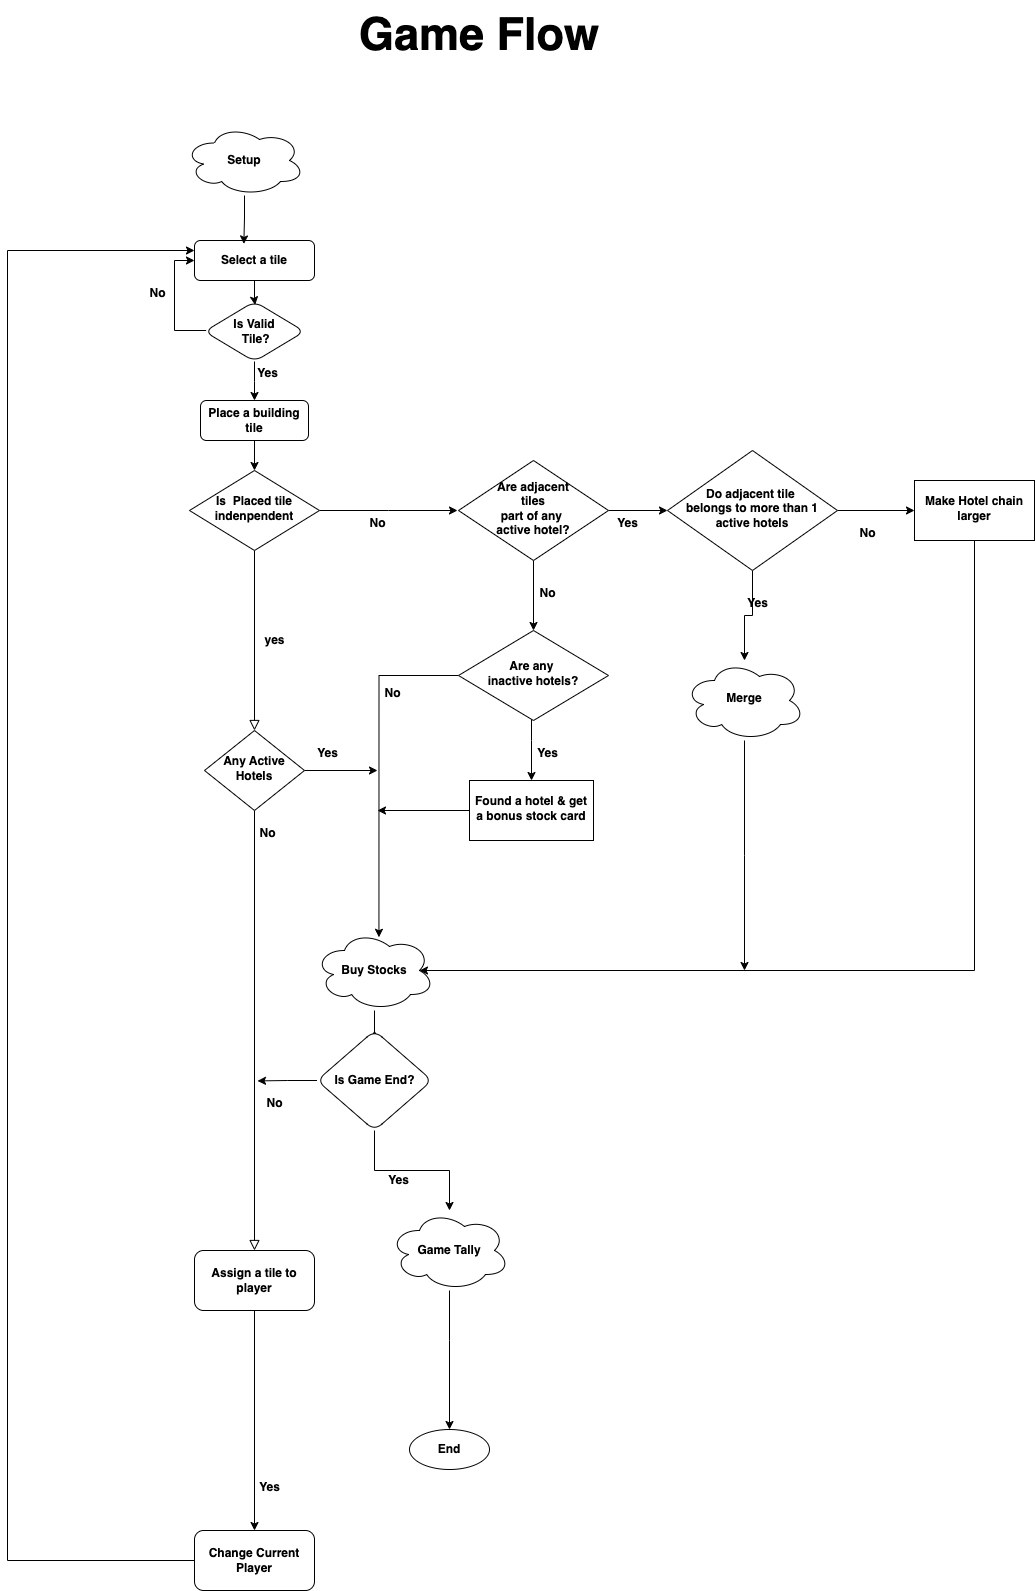 Game Flow
Setup
Select a tile
No
Is Valid
Tile?
Yes
Place a building
tile
Is Placed tile
indenpendent
No
Are adjacent
tiles
part of any
active hotel?
Yes
Do adjacent tile
belongs to more than 1
active hotels
No
Make Hotel chain
larger
No
Yes
yes
Are any
inactive hotels?
No
Merge
Any Active
Hotels
Yes
Yes
Found a hotel & get
a bonus stock card
No
Buy Stocks
Is Game End?
No
Yes
Game Tally
Assign a tile to
player
End
Yes
Change Current
Player